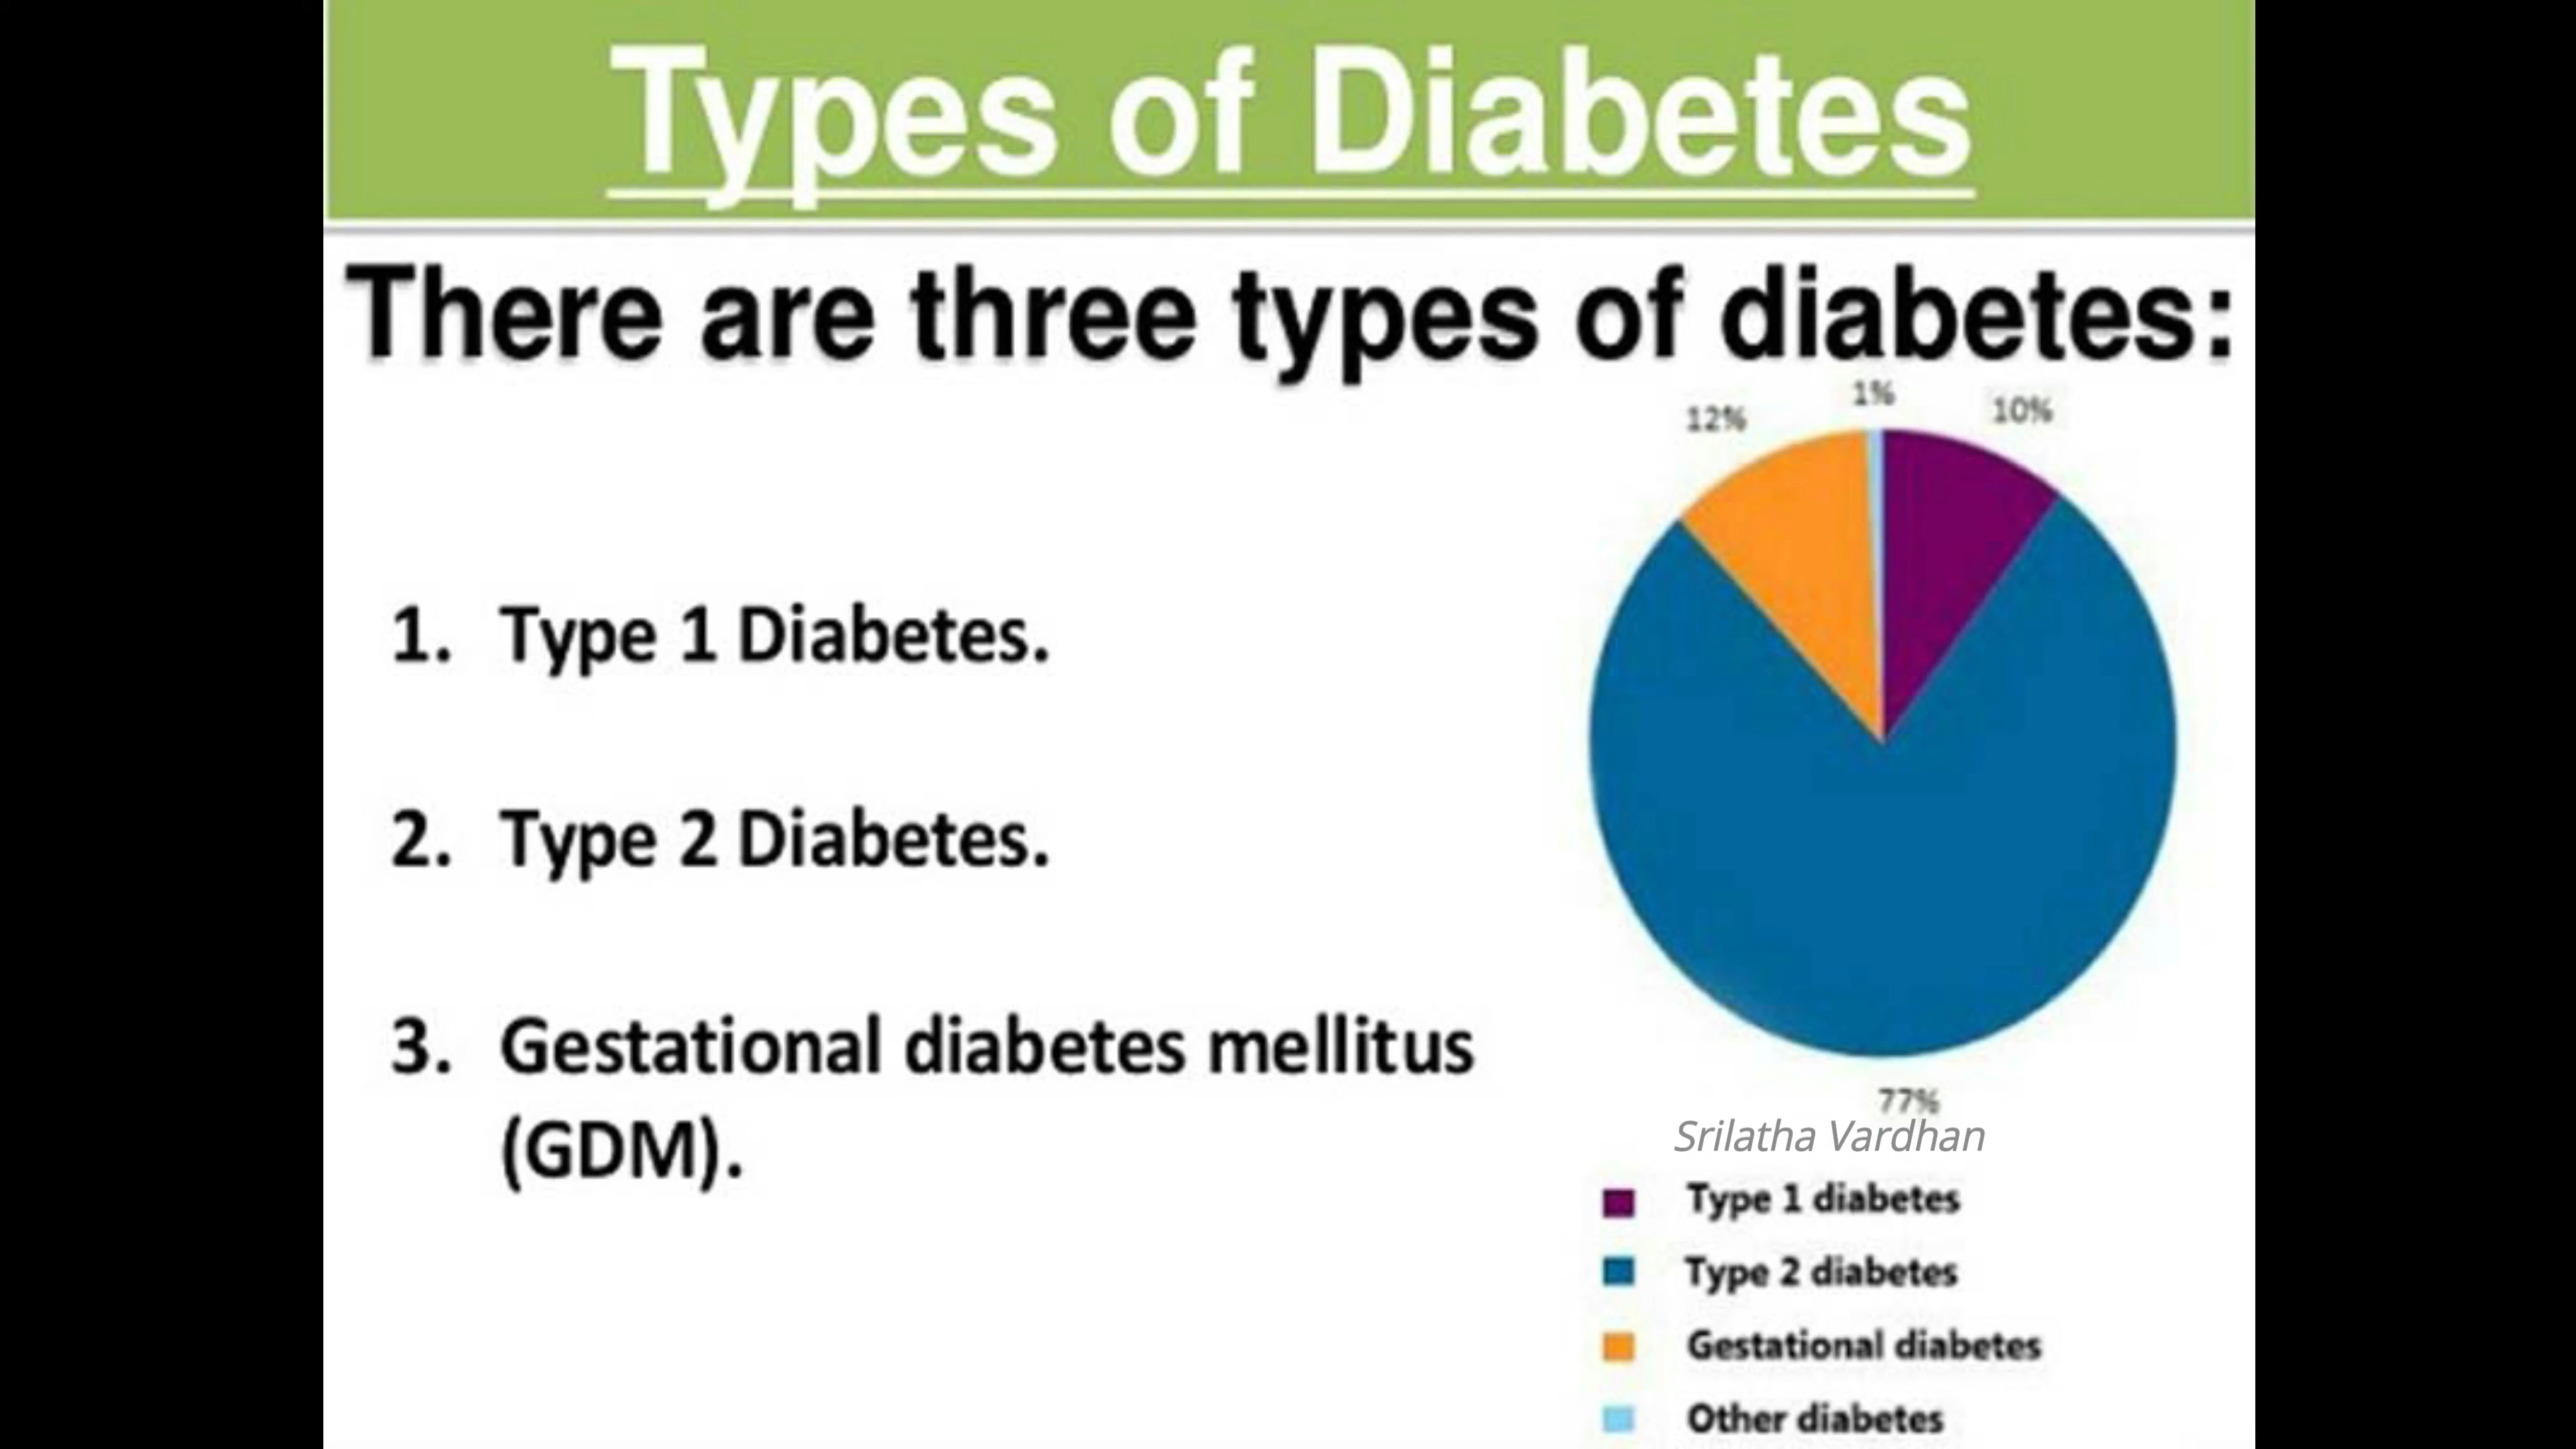 Types of Diabetes
There are three types of diabetes:
1. Type 1 Diabetes.
2. Type 2 Diabetes.
3. Gestational diabetes mellitus
(GDM).
12%
1%
10%
77%
Srilatha Vardhan
Type 1 diabetes
Type 2 diabetes
Gestational diabetes
Other diabetes